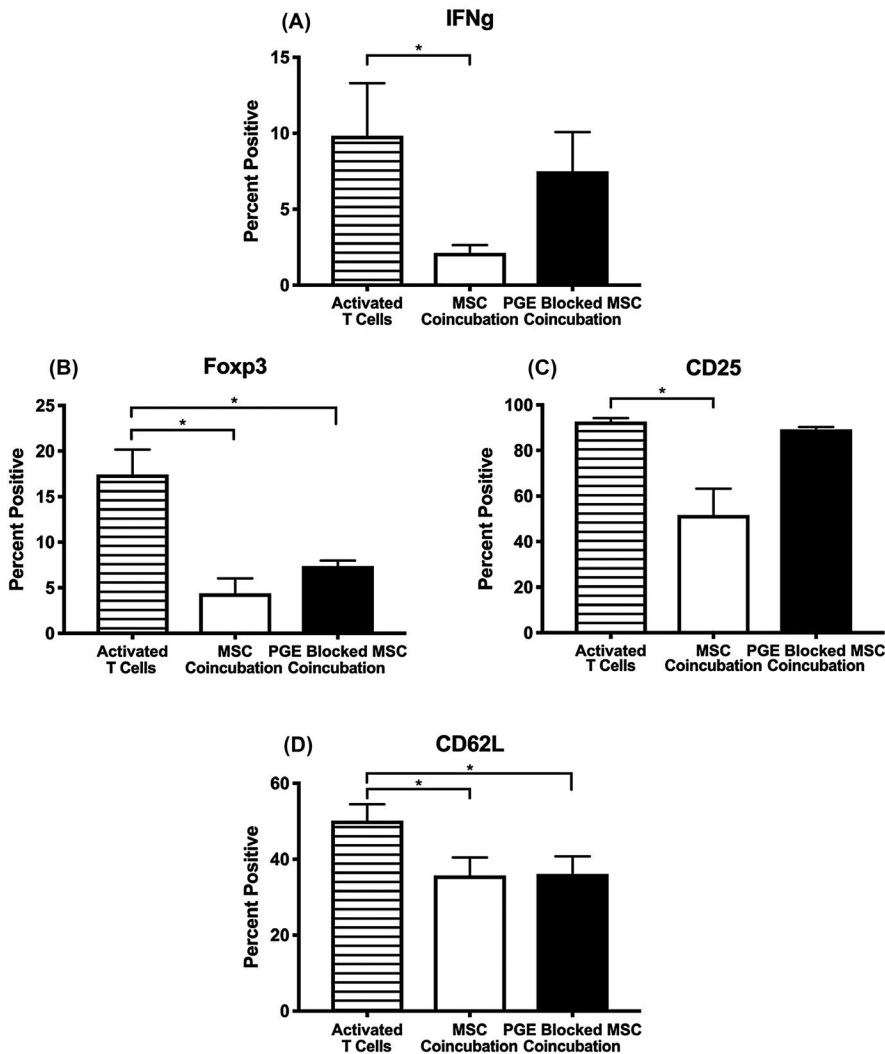 (A) IFNg
*
Percent Positive
15
10
5
0
Activated T Cells
MSC Coincubation
PGE Blocked MSC Coincubation
(B) Foxp3
*
*
Percent Positive
25
20
15
10
5
0
Activated T Cells
MSC Coincubation
PGE Blocked MSC Coincubation
(C) CD25
*
Percent Positive
100
80
60
40
20
0
Activated T Cells
MSC Coincubation
PGE Blocked MSC Coincubation
(D) CD62L
*
*
Percent Positive
60
40
20
0
Activated T Cells
MSC Coincubation
PGE Blocked MSC Coincubation